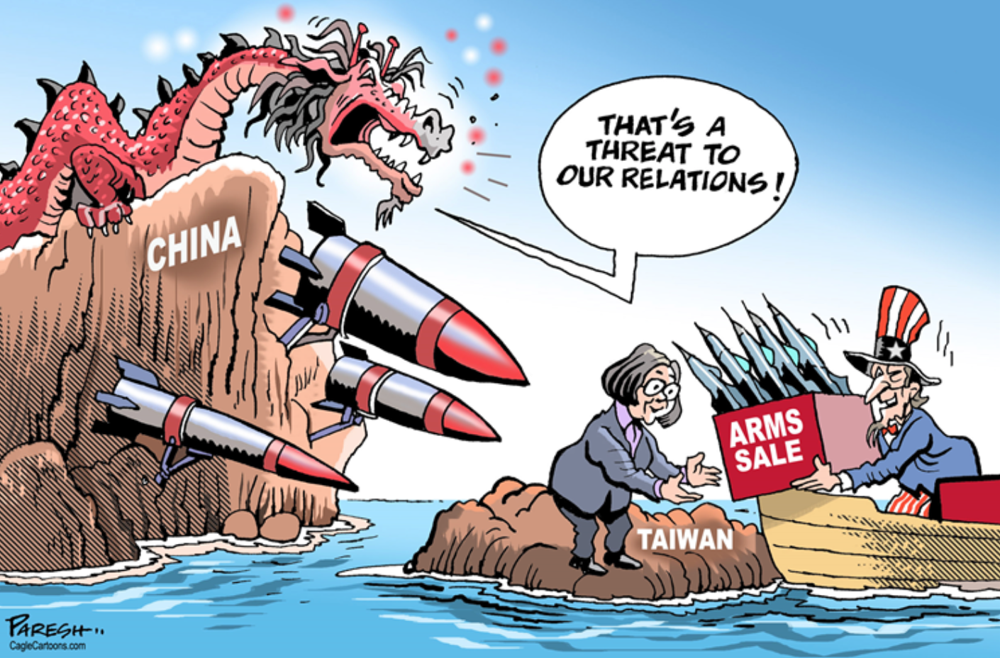 THAT'S A
THREAT TO
OUR RELATIONS!
CHINA
ARMS
SALE
TAIWAN
PARESH
CagleCartoons.com